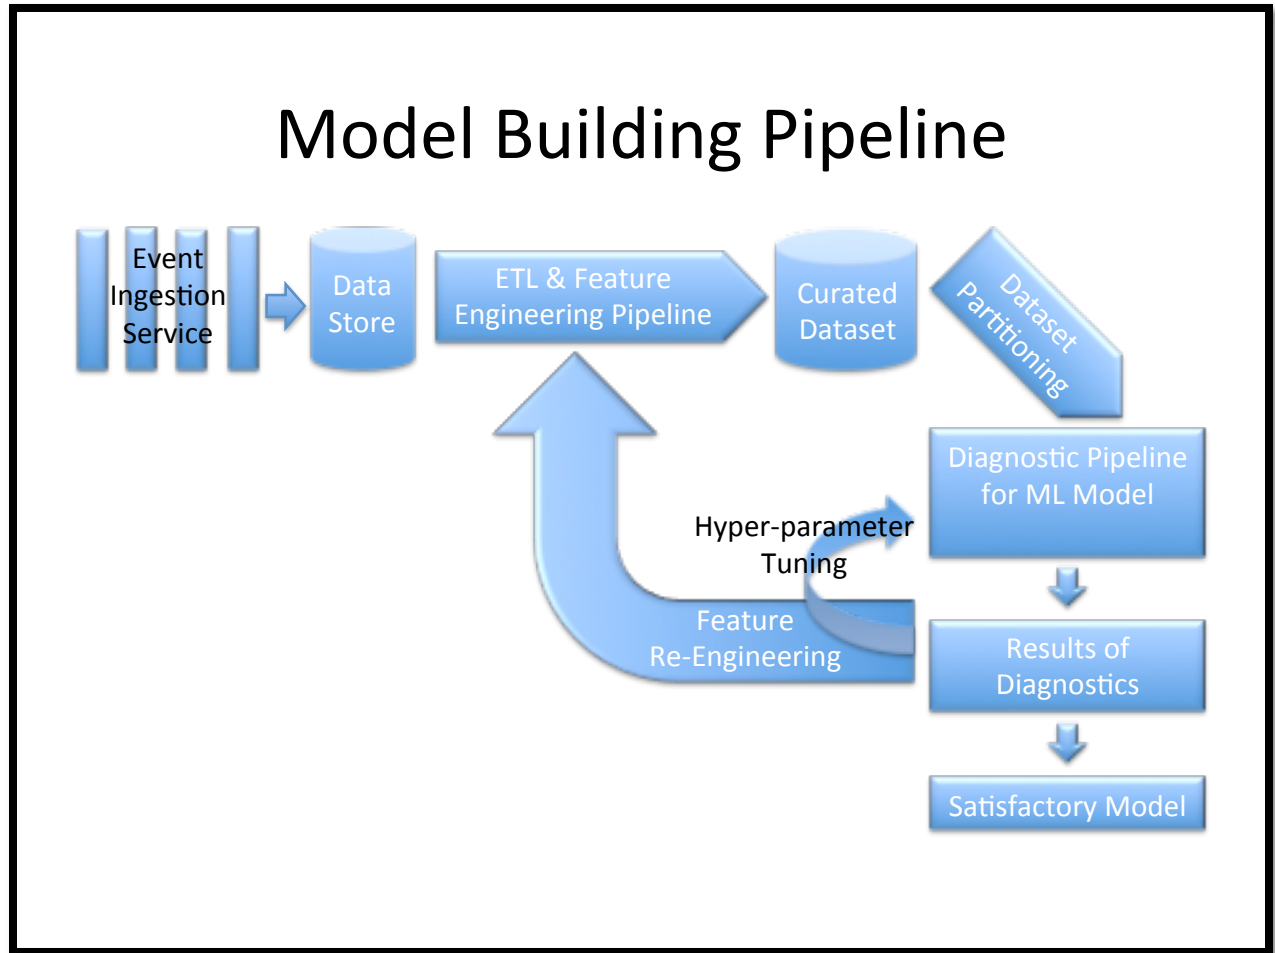 Model Building Pipeline
Event
Ingestion
Service
Data
Store
ETL & Feature
Engineering Pipeline
Curated
Dataset
Dataset
Partitioning
Diagnostic Pipeline
for ML Model
Hyper-parameter
Tuning
Feature
Re-Engineering
Results of
Diagnostics
Satisfactory Model